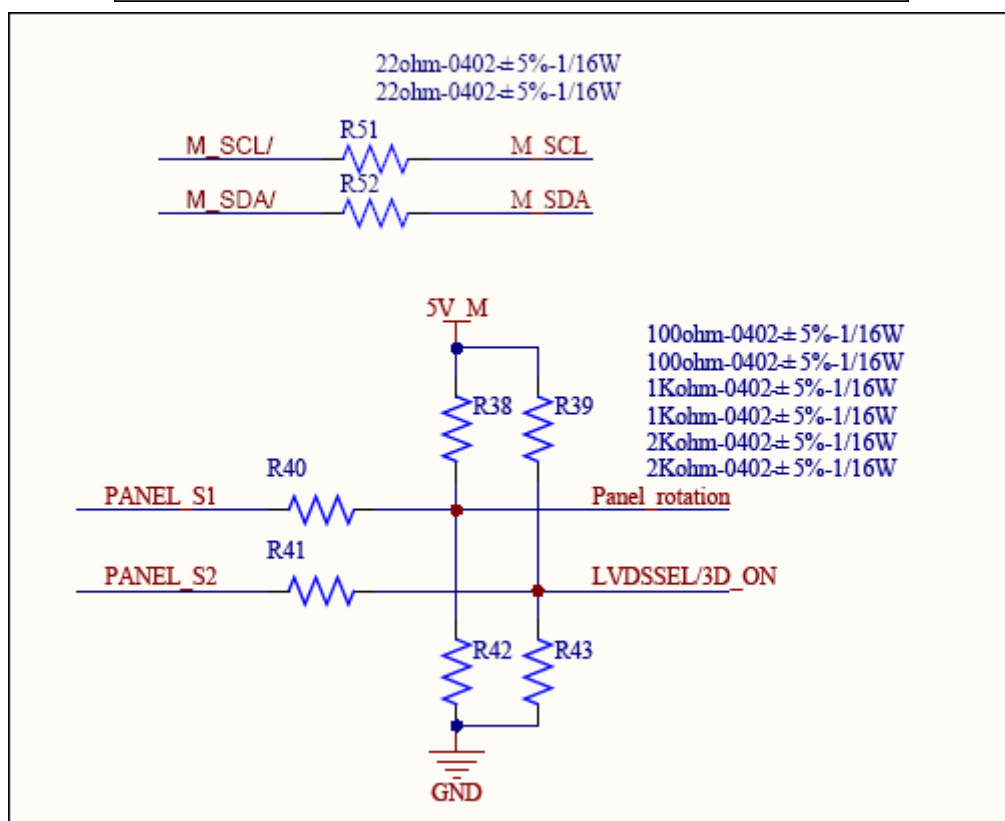 22ohm-0402-±5%-1/16W
22ohm-0402-±5%-1/16W
R51
M_SCL/ M_SCL
R52
M_SDA/ M_SDA
5V_M
100ohm-0402-±5%-1/16W
100ohm-0402-±5%-1/16W
1Kohm-0402-±5%-1/16W
1Kohm-0402-±5%-1/16W
2Kohm-0402-±5%-1/16W
2Kohm-0402-±5%-1/16W
R38 R39
R40
PANEL_S1 Panel_rotation
R41
PANEL_S2 LVDSSEL/3D_ON
R42 R43
GND